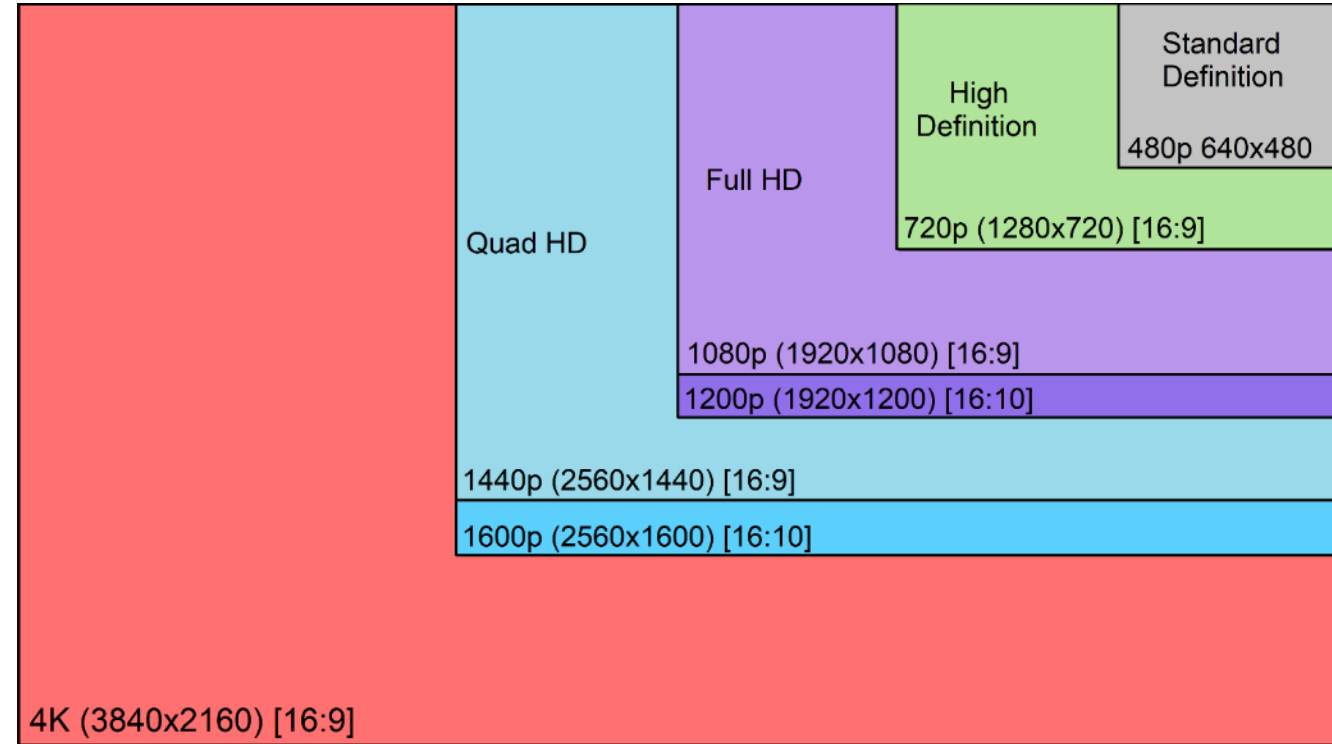 Standard
Definition
480p 640x480
High
Definition
720p (1280x720) [16:9]
Full HD
1080p (1920x1080) [16:9]
1200p (1920x1200) [16:10]
Quad HD
1440p (2560x1440) [16:9]
1600p (2560x1600) [16:10]
4K (3840x2160) [16:9]